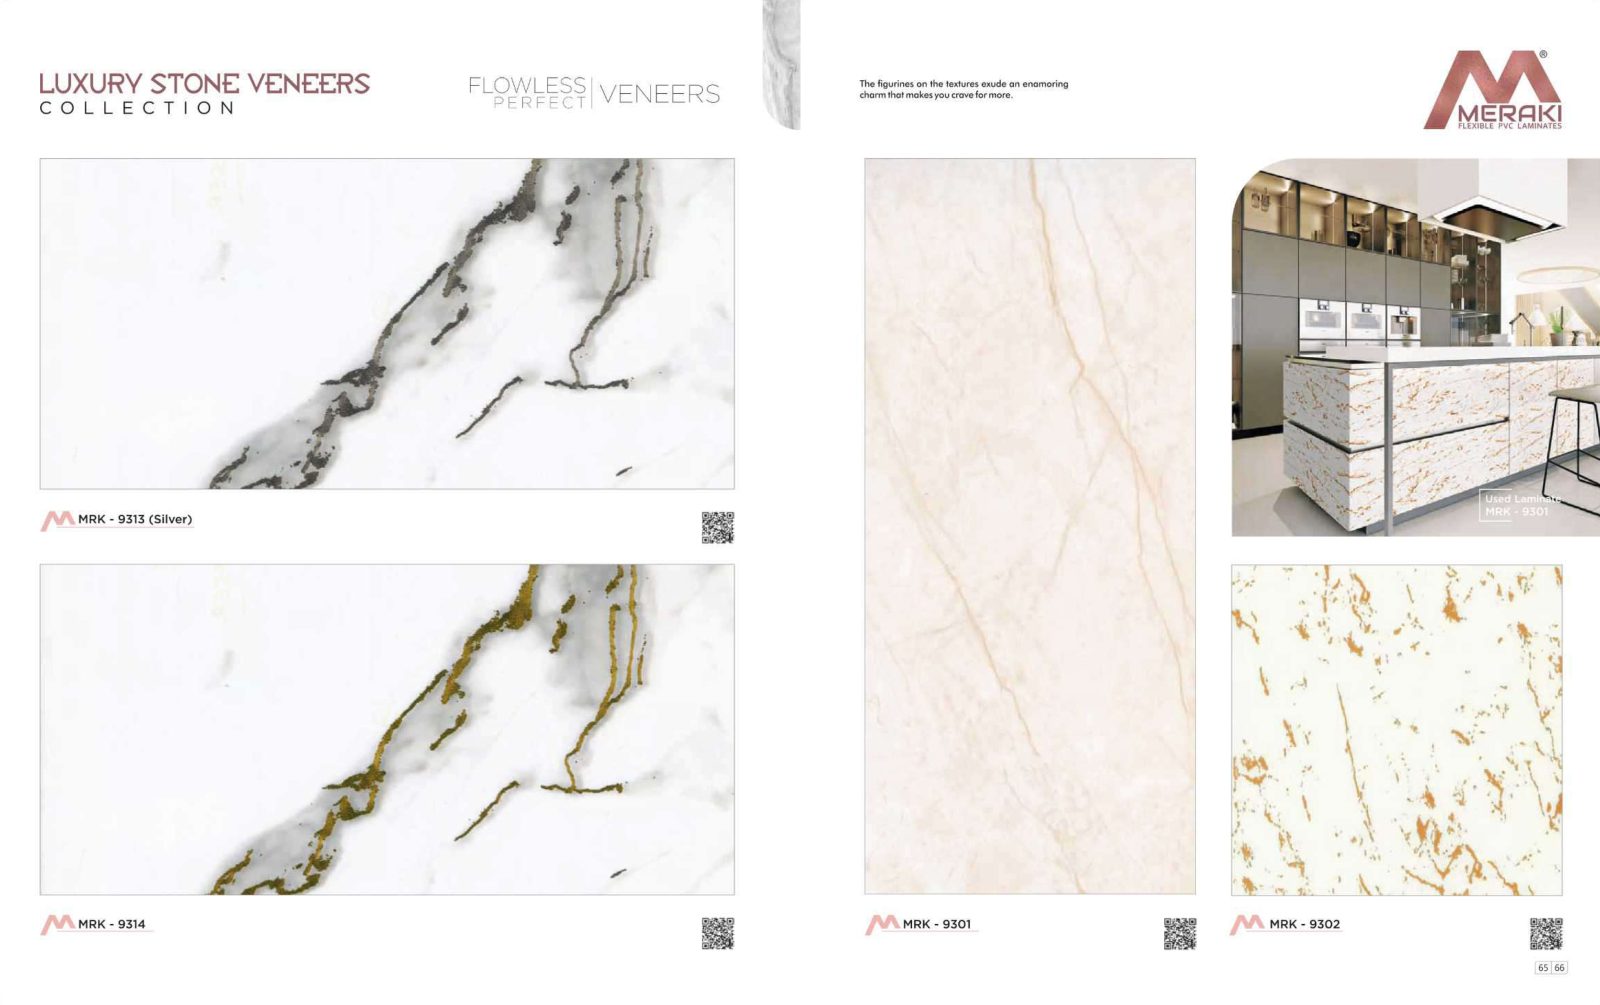 LUXURY STONE VENEERS
COLLECTION
FLOWLESS
PERFECT
VENEERS
MRK - 9313 (Silver)
MRK - 9314
The figurines on the textures exude an enamoring
charm that makes you crave for more.
®
MERAKI
FLEXIBLE PVC LAMINATES
Used Laminate
MRK - 9301
MRK - 9301
MRK - 9302
65 66